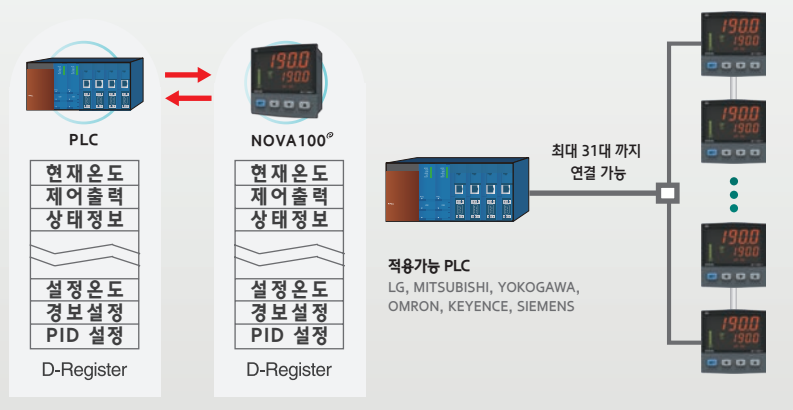 PLC
현재온도
제어출력
상태정보
설정온도
경보설정
PID 설정
D-Register
NOVA100℗
현재온도
제어출력
상태정보
설정온도
경보설정
PID 설정
D-Register
190.0
190.0
최대 31대 까지
연결 가능
적용가능 PLC
LG, MITSUBISHI, YOKOGAWA,
OMRON, KEYENCE, SIEMENS
190.0
190.0
190.0
190.0
190.0
190.0
190.0
190.0